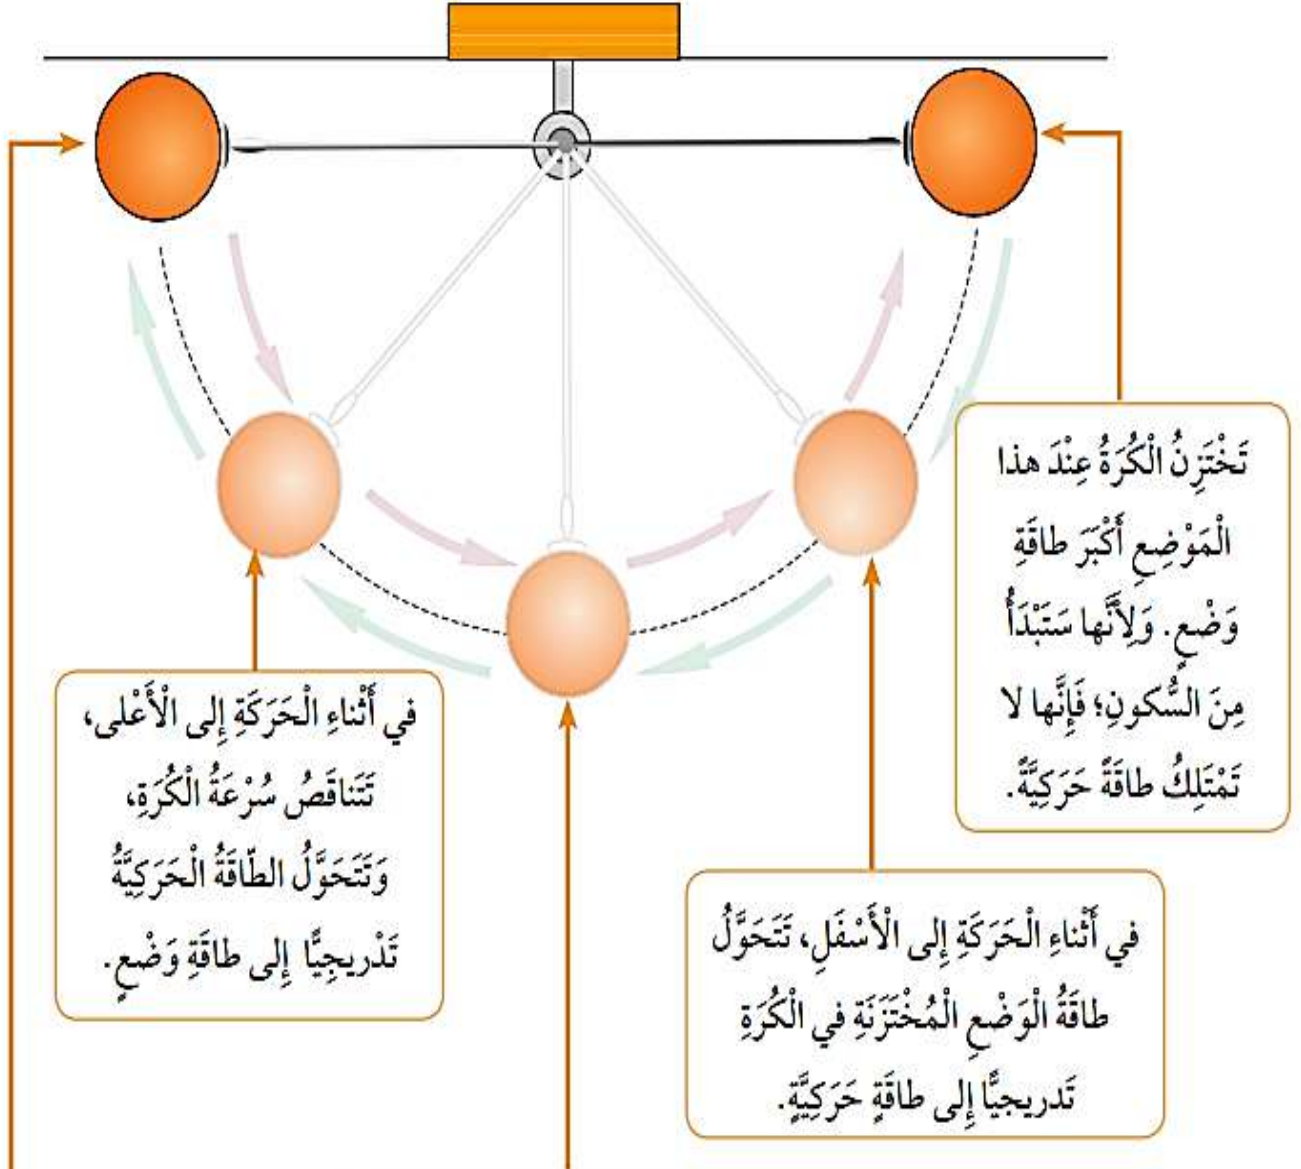 تَخْتَزِنُ الْكُرَةُ عِنْدَ هذا
الْمَوْضِعِ أَكْبَرَ طاقَةِ
وَضْعٍ. وَلِأَنَّها سَتَبْدَأُ
مِنَ السُّكونِ؛ فَإِنَّها لا
تَمْتَلِكُ طاقَةً حَرَكِيَّةً.
في أَثْناءِ الْحَرَكَةِ إِلى الْأَسْفَلِ، تَتَحَوَّلُ
طاقَةُ الْوَضْعِ الْمُخْتَزَنَةِ في الْكُرَةِ
تَدريجيًّا إِلى طاقَةٍ حَرَكِيَّةٍ.
في أَثْناءِ الْحَرَكَةِ إِلى الْأَعْلى،
تَتَناقَصُ سُرْعَةُ الْكُرَةِ،
وَتَتَحَوَّلُ الطّاقَةُ الْحَرَكِيَّةُ
تَدْريجِيًّا إِلى طاقَةِ وَضْعٍ.